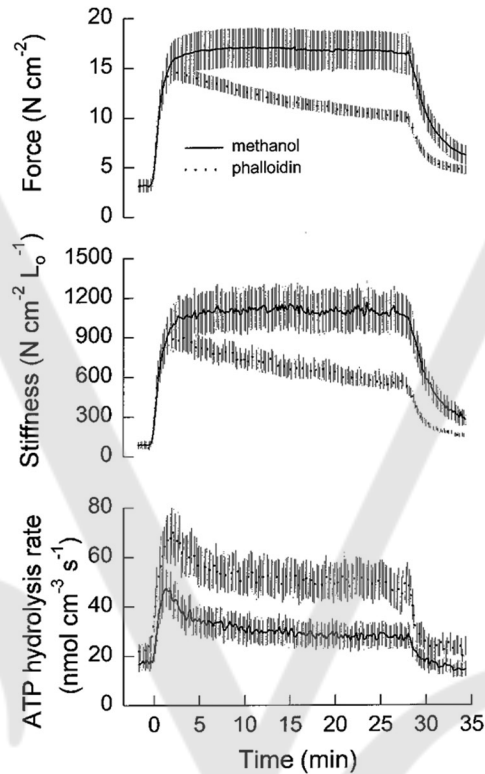 20
15
10
5
0
Force (N cm⁻²)
methanol
phalloidin
1500
1200
900
600
300
0
Stiffness (N cm⁻² Lo⁻¹)
80
60
40
20
0
ATP hydrolysis rate
(nmol cm⁻³ s⁻¹)
0 5 10 15 20 25 30 35
Time (min)